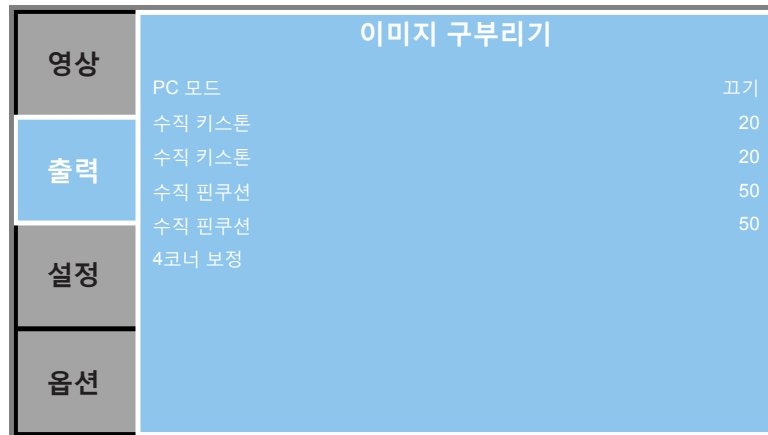 이미지 구부리기
영상
출력
설정
옵션
PC 모드 끄기
수직 키스톤 20
수직 키스톤 20
수직 핀쿠션 50
수직 핀쿠션 50
4코너 보정